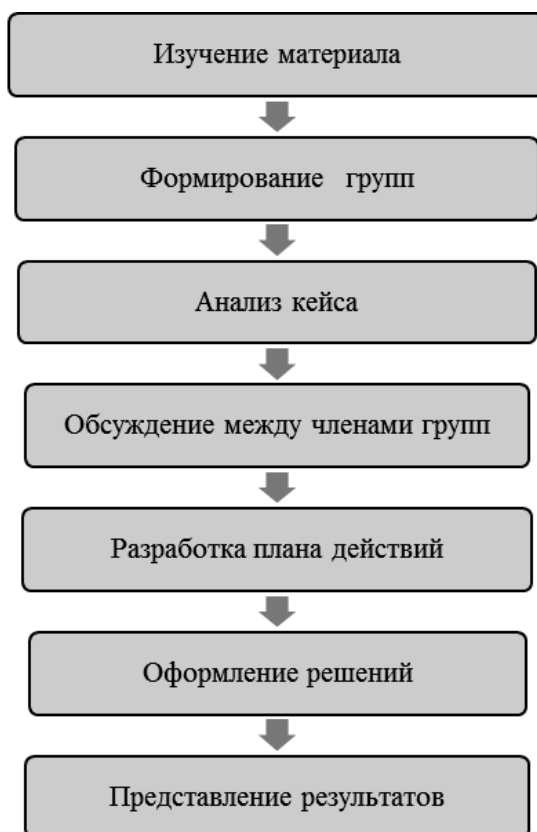 Изучение материала
Формирование групп
Анализ кейса
Обсуждение между членами групп
Разработка плана действий
Оформление решений
Представление результатов